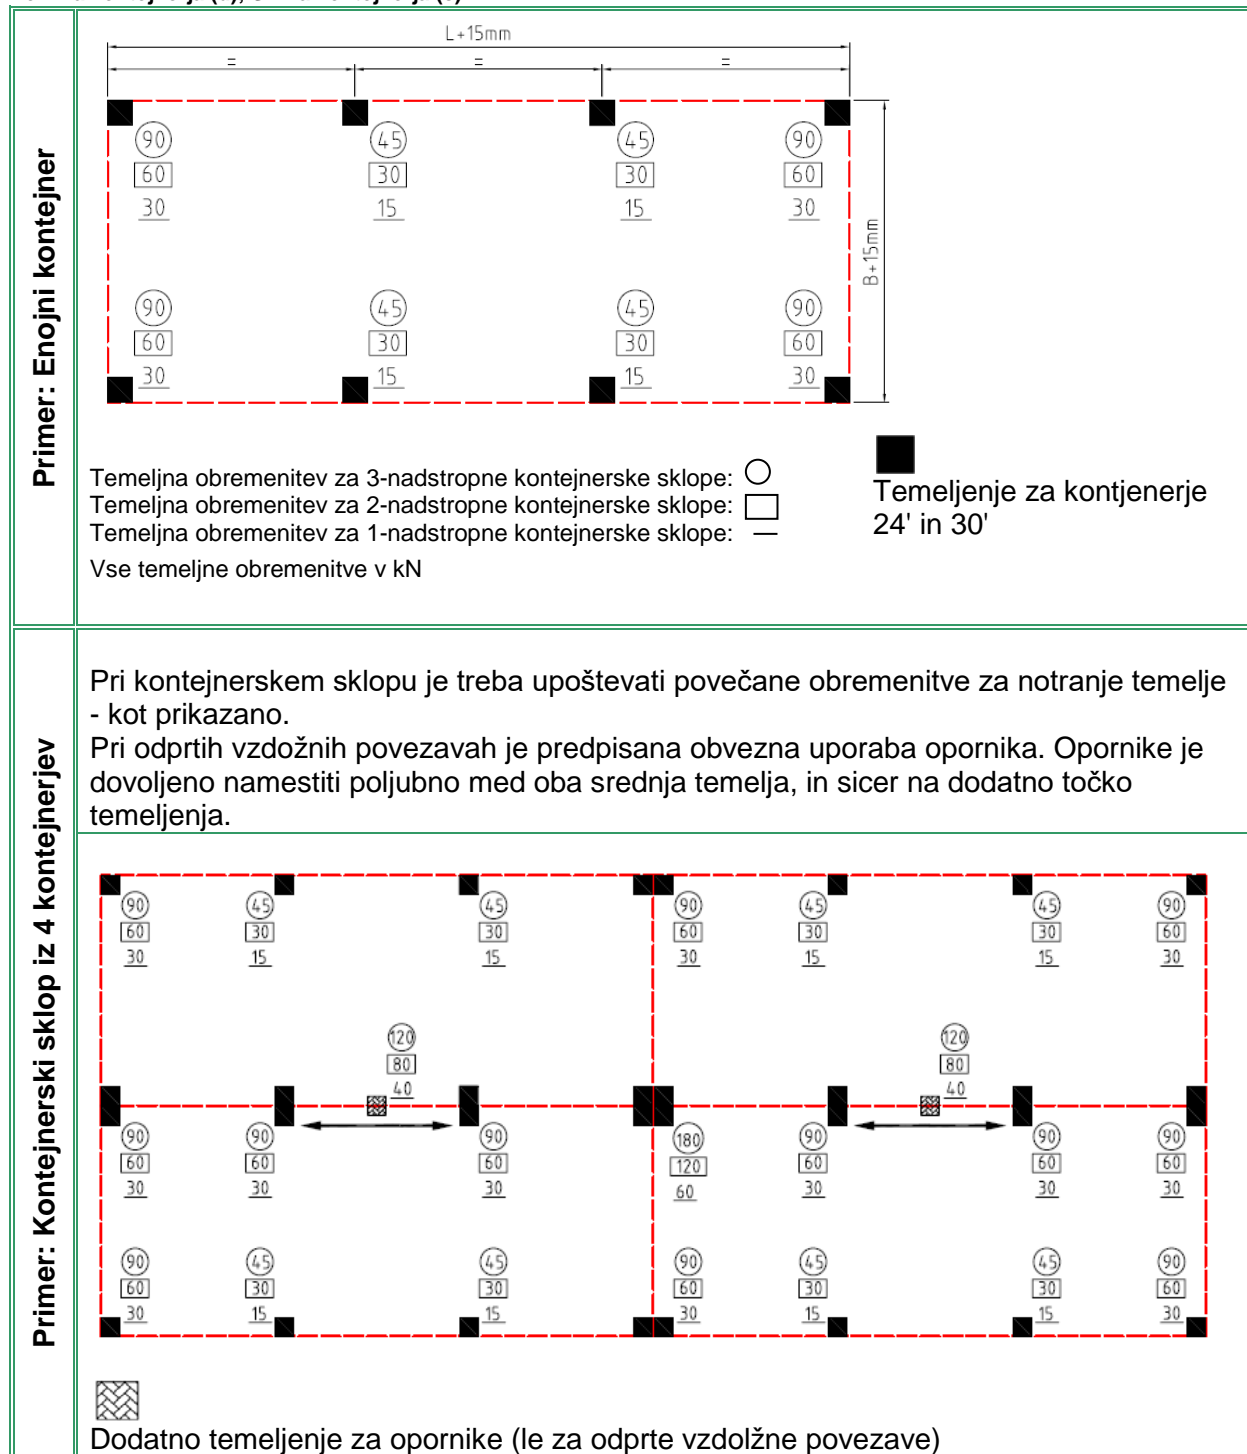 Primer: Enojni kontejner
L+15mm
= = =
90 45 45 90
60 30 30 60
30 15 15 30
B+15mm
90 45 45 90
60 30 30 60
30 15 15 30
Temeljna obremenitev za 3-nadstropne kontejnerske sklope:
Temeljna obremenitev za 2-nadstropne kontejnerske sklope:
Temeljna obremenitev za 1-nadstropne kontejnerske sklope:
Vse temeljne obremenitve v kN
Temeljenje za kontjenerje
24' in 30'
Primer: Kontejnerski sklop iz 4 kontejnerjev
Pri kontejnerskem sklopu je treba upoštevati povečane obremenitve za notranje temelje
- kot prikazano.
Pri odprtih vzdožnih povezavah je predpisana obvezna uporaba opornika. Opornike je
dovoljeno namestiti poljubno med oba srednja temelja, in sicer na dodatno točko
temeljenja.
90 45 45 90 45 45 90
60 30 30 60 30 30 60
30 15 15 30 15 15 30
120 120
80 80
40 40
90 90 90 180 90 90 90
60 60 60 120 60 60 60
30 30 30 60 30 30 30
90 45 45 90 45 45 90
60 30 30 60 30 30 60
30 15 15 30 15 15 30
Dodatno temeljenje za opornike (le za odprte vzdolžne povezave)